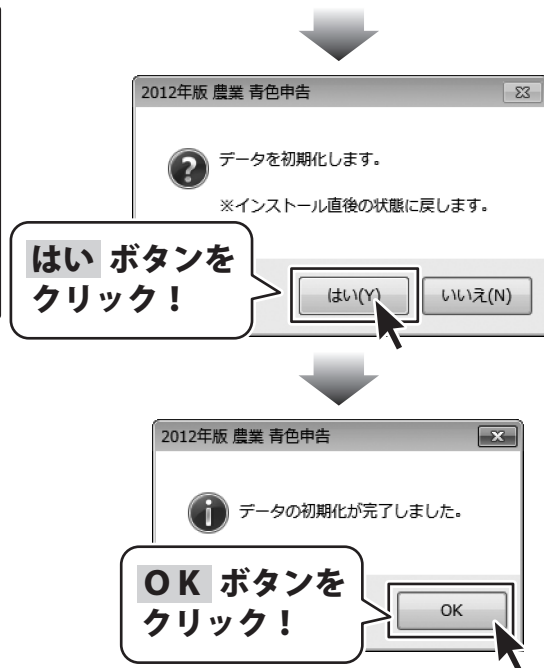 2012年版 農業 青色申告
データを初期化します。
※インストール直後の状態に戻します。
はい ボタンを
クリック！
はい(Y)
いいえ(N)
2012年版 農業 青色申告
データの初期化が完了しました。
ＯＫ ボタンを
クリック！
OK